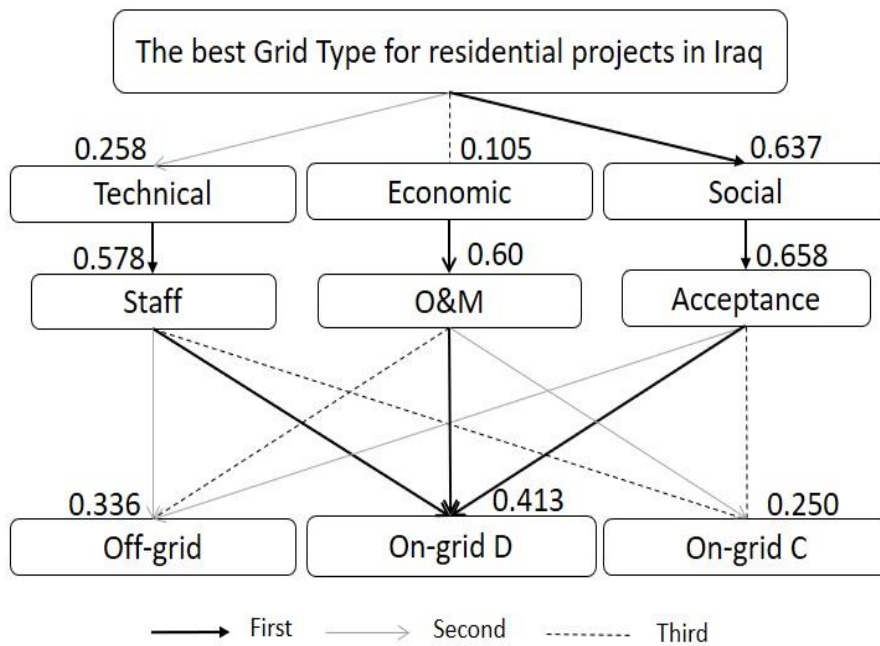 The best Grid Type for residential projects in Iraq
0.258 0.105 0.637
Technical Economic Social
0.578 0.60 0.658
Staff O&M Acceptance
0.336 0.413 0.250
Off-grid On-grid D On-grid C
First Second Third